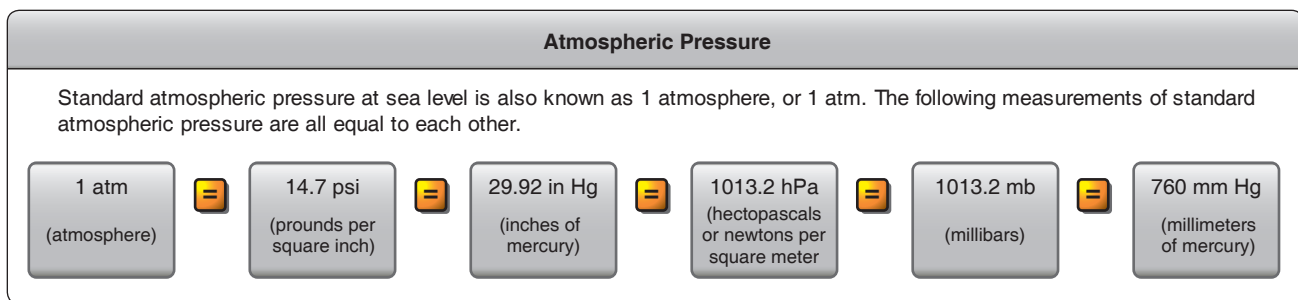 Atmospheric Pressure
Standard atmospheric pressure at sea level is also known as 1 atmosphere, or 1 atm. The following measurements of standard
atmospheric pressure are all equal to each other.
1 atm
(atmosphere)
=
14.7 psi
(prounds per
square inch)
=
29.92 in Hg
(inches of
mercury)
=
1013.2 hPa
(hectopascals
or newtons per
square meter
=
1013.2 mb
(millibars)
=
760 mm Hg
(millimeters
of mercury)